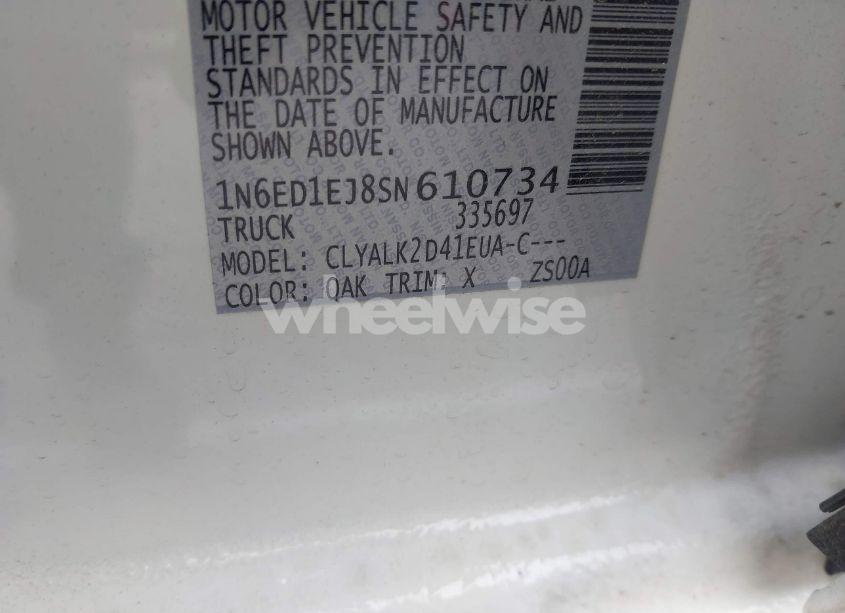 MOTOR VEHICLE SAFETY AND
THEFT PREVENTION
STANDARDS IN EFFECT ON
THE DATE OF MANUFACTURE
SHOWN ABOVE.
1N6ED1EJ8SN610734
TRUCK 335697
MODEL: CLYALK2D41EUA-C---
COLOR: QAK TRIM: X ZS00A
wheelwise